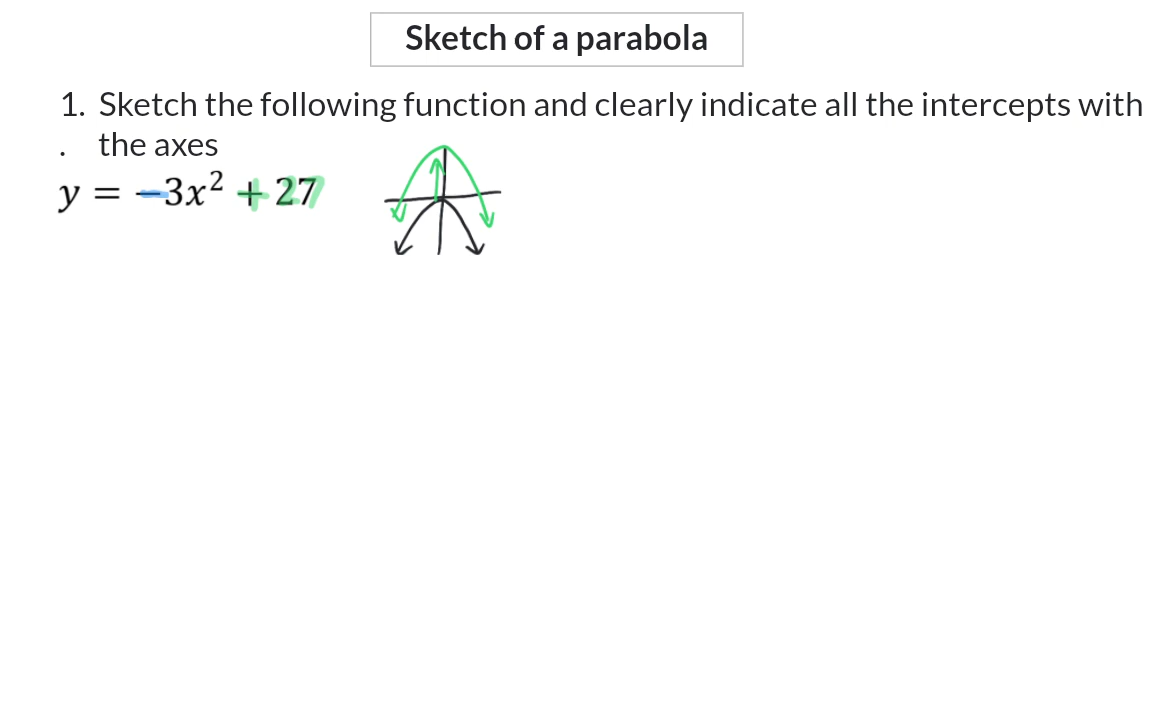 Sketch of a parabola
1. Sketch the following function and clearly indicate all the intercepts with
. the axes
y = −3x² + 27